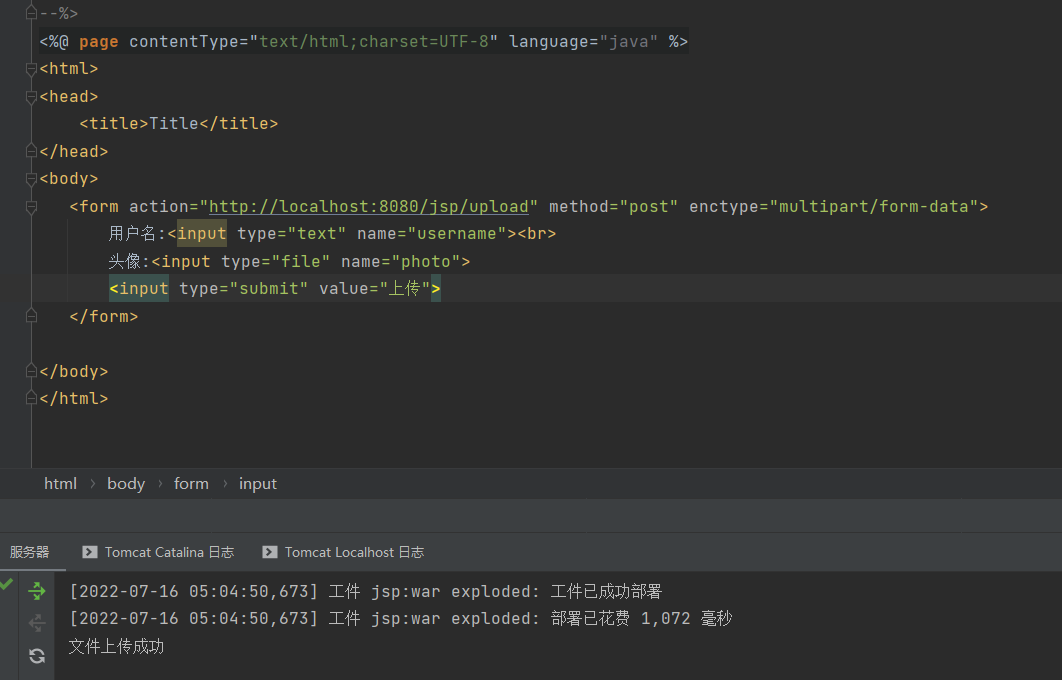 --%>
<%@ page contentType="text/html;charset=UTF-8" language="java" %>
<html>
<head>
    <title>Title</title>
</head>
<body>
   <form action="http://localhost:8080/jsp/upload" method="post" enctype="multipart/form-data">
       用户名:<input type="text" name="username"><br>
       头像:<input type="file" name="photo">
       <input type="submit" value="上传">
   </form>
</body>
</html>
html › body › form › input
服务器 Tomcat Catalina 日志 Tomcat Localhost 日志
[2022-07-16 05:04:50,673] 工件 jsp:war exploded: 工件已成功部署
[2022-07-16 05:04:50,673] 工件 jsp:war exploded: 部署已花费 1,072 毫秒
文件上传成功